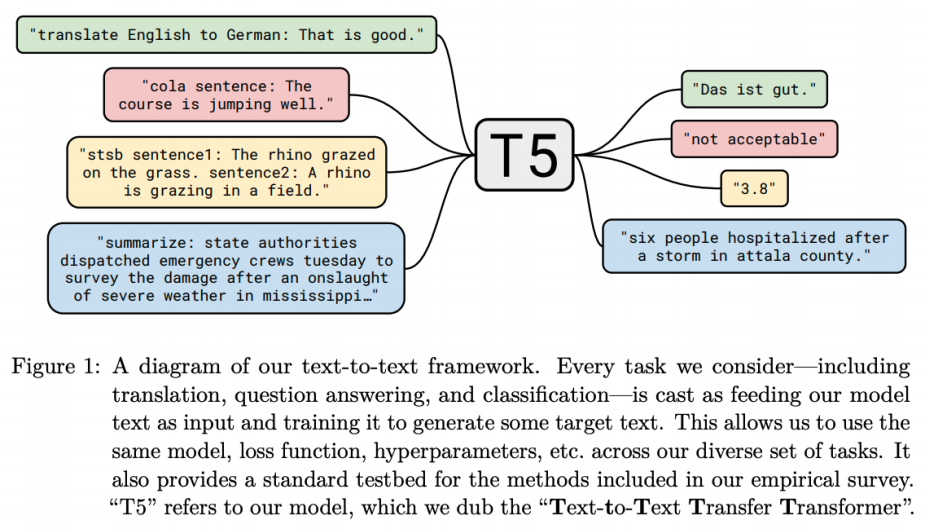 "translate English to German: That is good."
"cola sentence: The
course is jumping well."
"stsb sentence1: The rhino grazed
on the grass. sentence2: A rhino
is grazing in a field."
"summarize: state authorities
dispatched emergency crews tuesday to
survey the damage after an onslaught
of severe weather in mississippi…"
T5
"Das ist gut."
"not acceptable"
"3.8"
"six people hospitalized after
a storm in attala county."
Figure 1: A diagram of our text-to-text framework. Every task we consider—including
translation, question answering, and classification—is cast as feeding our model
text as input and training it to generate some target text. This allows us to use the
same model, loss function, hyperparameters, etc. across our diverse set of tasks. It
also provides a standard testbed for the methods included in our empirical survey.
“T5” refers to our model, which we dub the “Text-to-Text Transfer Transformer”.